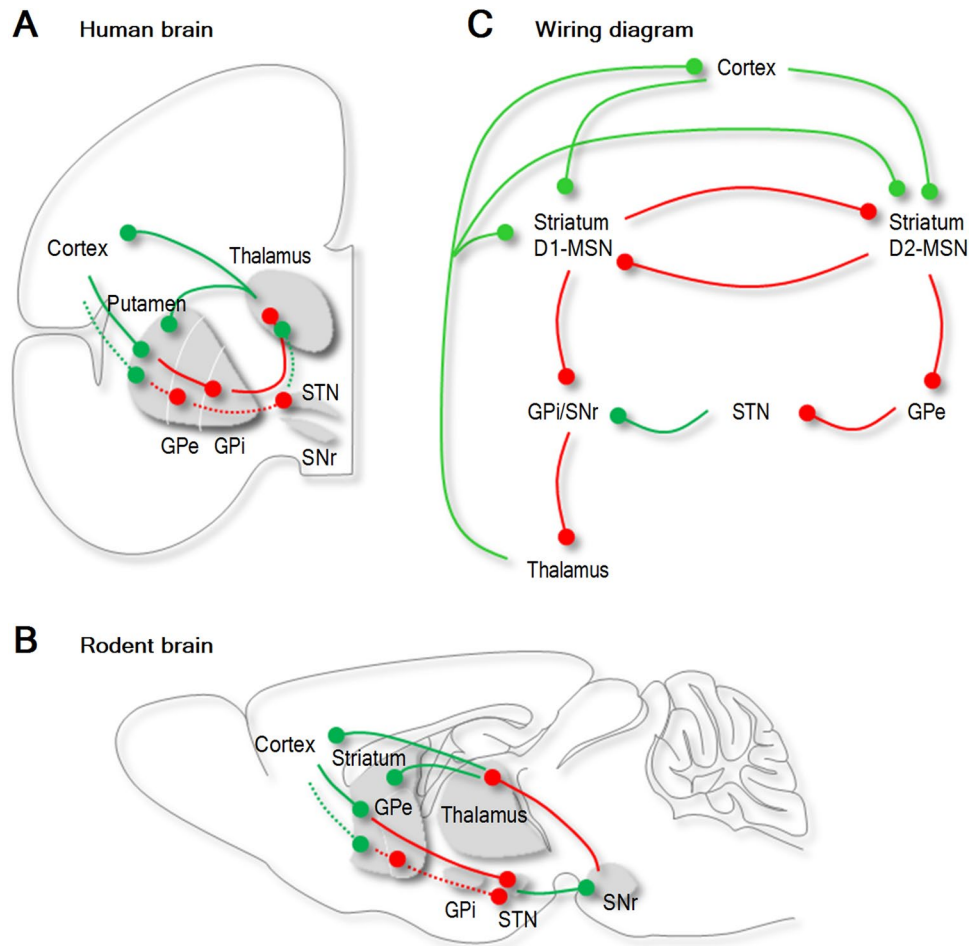 A Human brain
Cortex
Thalamus
Putamen
STN
GPe GPi
SNr
C Wiring diagram
Cortex
Striatum
D1-MSN
Striatum
D2-MSN
GPi/SNr
STN
GPe
Thalamus
B Rodent brain
Cortex
Striatum
GPe
Thalamus
GPi
STN
SNr